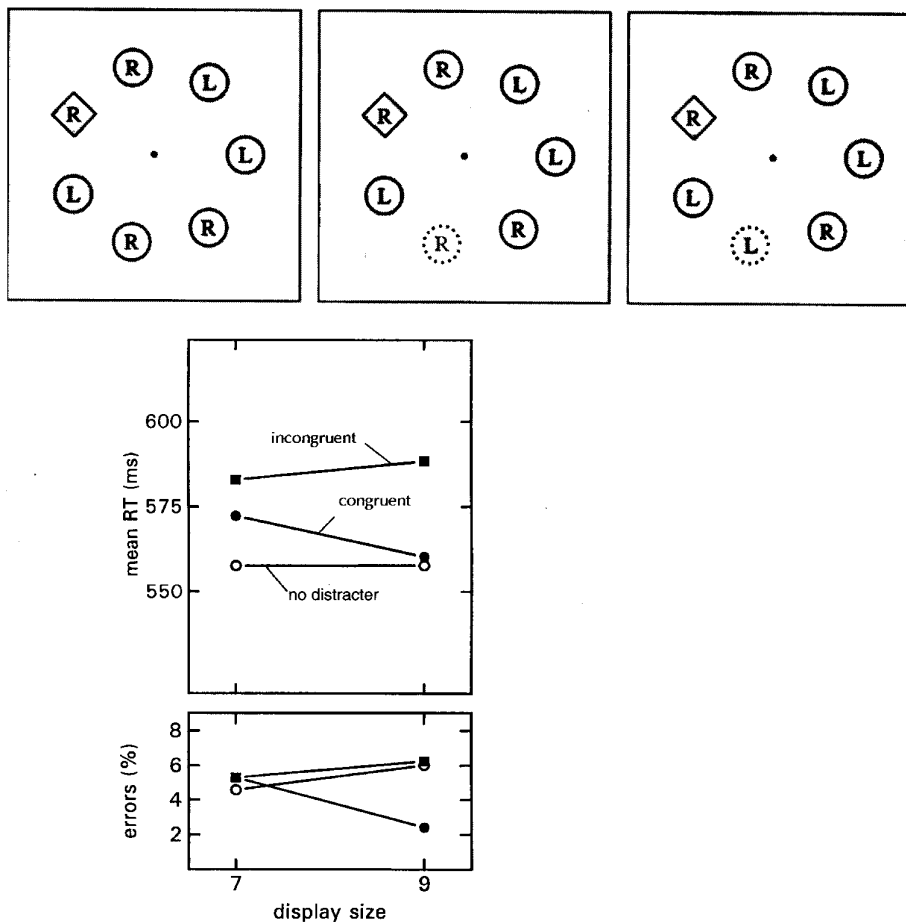 R L R L L R R
R L R L L R R
R L R L L R L
600
incongruent
mean RT (ms)
575
congruent
550
no distracter
errors (%)
8
6
4
2
7 9
display size